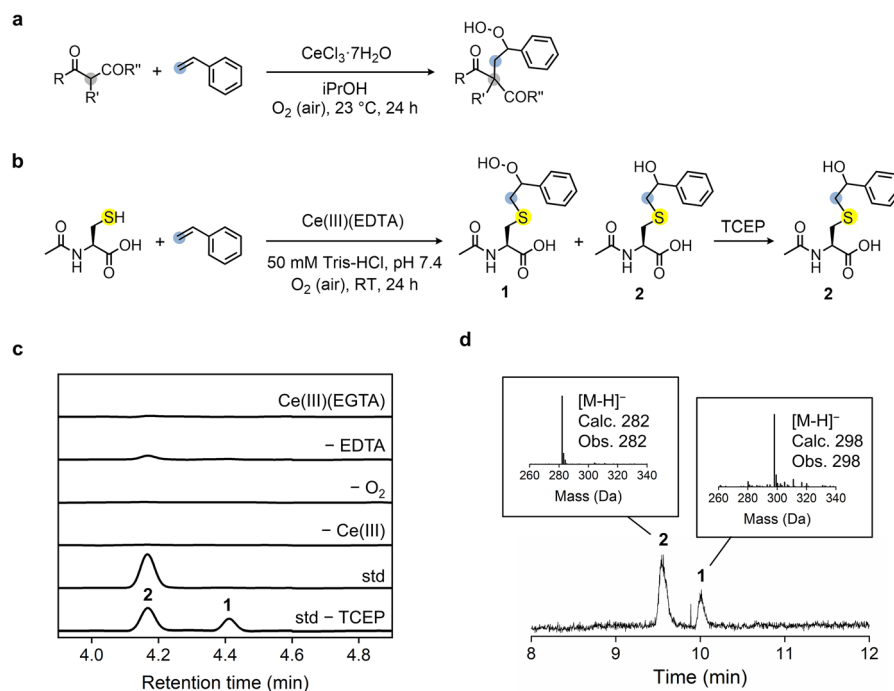 a
O
R
COR"
R'
+
CeCl₃·7H₂O
iPrOH
O₂ (air), 23 °C, 24 h
HO
O
O
R
R'
COR"
b
SH
O
N
H
OH
O
+
Ce(III)(EDTA)
50 mM Tris-HCl, pH 7.4
O₂ (air), RT, 24 h
HO
O
S
O
N
H
OH
O
1
+
HO
S
O
N
H
OH
O
2
TCEP
HO
S
O
N
H
OH
O
2
c
Ce(III)(EGTA)
– EDTA
– O₂
– Ce(III)
std
2
1
std – TCEP
4.0 4.2 4.4 4.6 4.8
Retention time (min)
d
[M-H]⁻
Calc. 282
Obs. 282
260 280 300 320 340
Mass (Da)
[M-H]⁻
Calc. 298
Obs. 298
260 280 300 320 340
Mass (Da)
2
1
8 9 10 11 12
Time (min)